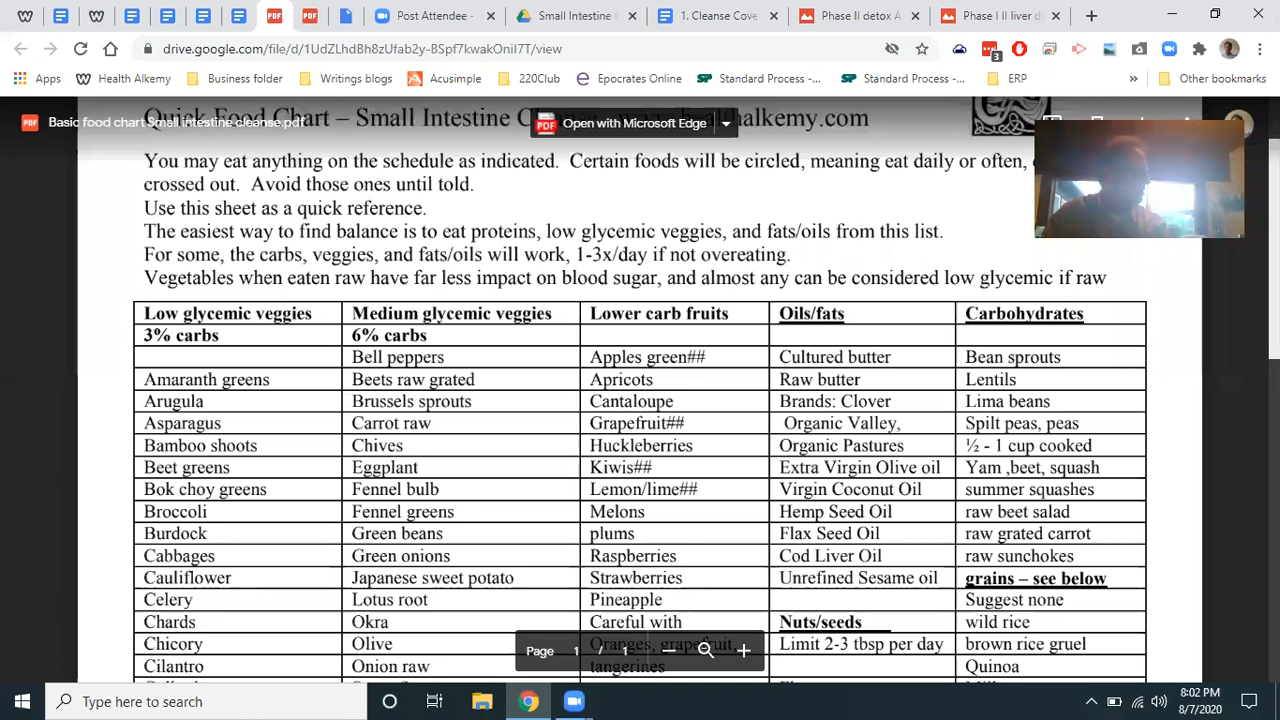 Post Attendee -
Small Intestine C
1. Cleanse Cove
Phase II detox A
Phase I II liver d
drive.google.com/file/d/1UdZLhdBh8zUfab2y-BSpf7kwakOniI7T/view
3
Apps
Health Alkemy
Business folder
Writings blogs
Acusimple
220Club
Epocrates Online
Standard Process -...
Standard Process -...
ERP
»
Other bookmarks
Quick Food Chart – Small Intestine Cleanse
alkemy.com
Basic food chart Small intestine cleanse.pdf
Open with Microsoft Edge
You may eat anything on the schedule as indicated. Certain foods will be circled, meaning eat daily or often,
crossed out. Avoid those ones until told.
Use this sheet as a quick reference.
The easiest way to find balance is to eat proteins, low glycemic veggies, and fats/oils from this list.
For some, the carbs, veggies, and fats/oils will work, 1-3x/day if not overeating.
Vegetables when eaten raw have far less impact on blood sugar, and almost any can be considered low glycemic if raw
Low glycemic veggies Medium glycemic veggies Lower carb fruits Oils/fats Carbohydrates
3% carbs 6% carbs
Bell peppers Apples green## Cultured butter Bean sprouts
Amaranth greens Beets raw grated Apricots Raw butter Lentils
Arugula Brussels sprouts Cantaloupe Brands: Clover Lima beans
Asparagus Carrot raw Grapefruit## Organic Valley, Spilt peas, peas
Bamboo shoots Chives Huckleberries Organic Pastures ½ - 1 cup cooked
Beet greens Eggplant Kiwis## Extra Virgin Olive oil Yam ,beet, squash
Bok choy greens Fennel bulb Lemon/lime## Virgin Coconut Oil summer squashes
Broccoli Fennel greens Melons Hemp Seed Oil raw beet salad
Burdock Green beans plums Flax Seed Oil raw grated carrot
Cabbages Green onions Raspberries Cod Liver Oil raw sunchokes
Cauliflower Japanese sweet potato Strawberries Unrefined Sesame oil grains – see below
Celery Lotus root Pineapple Suggest none
Chards Okra Careful with Nuts/seeds wild rice
Chicory Olive Oranges, grapefruit, Limit 2-3 tbsp per day brown rice gruel
Cilantro Onion raw tangerines Quinoa
Page 1 / 1
Type here to search
8:02 PM
8/7/2020